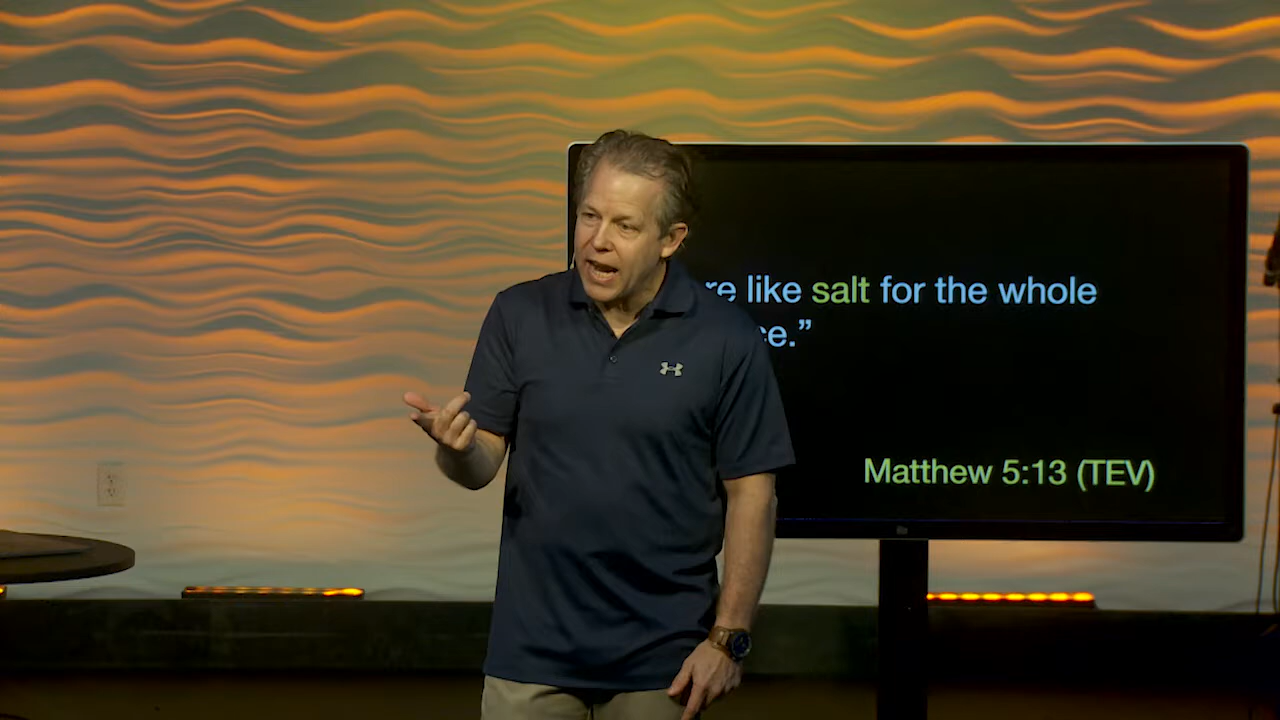 re like salt for the whole
ce.”
Matthew 5:13 (TEV)